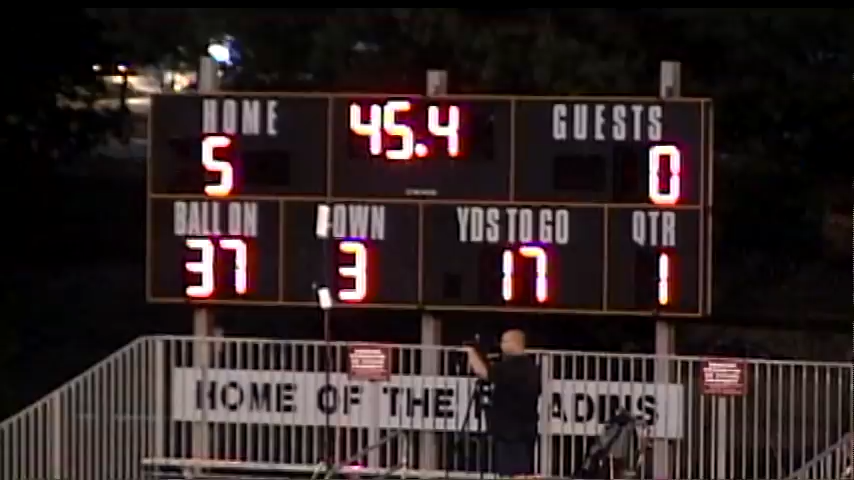 HOME 45.4 GUESTS
5 0
BALL ON DOWN YDS TO GO QTR
37 3 17 1
HOME OF THE ADINS